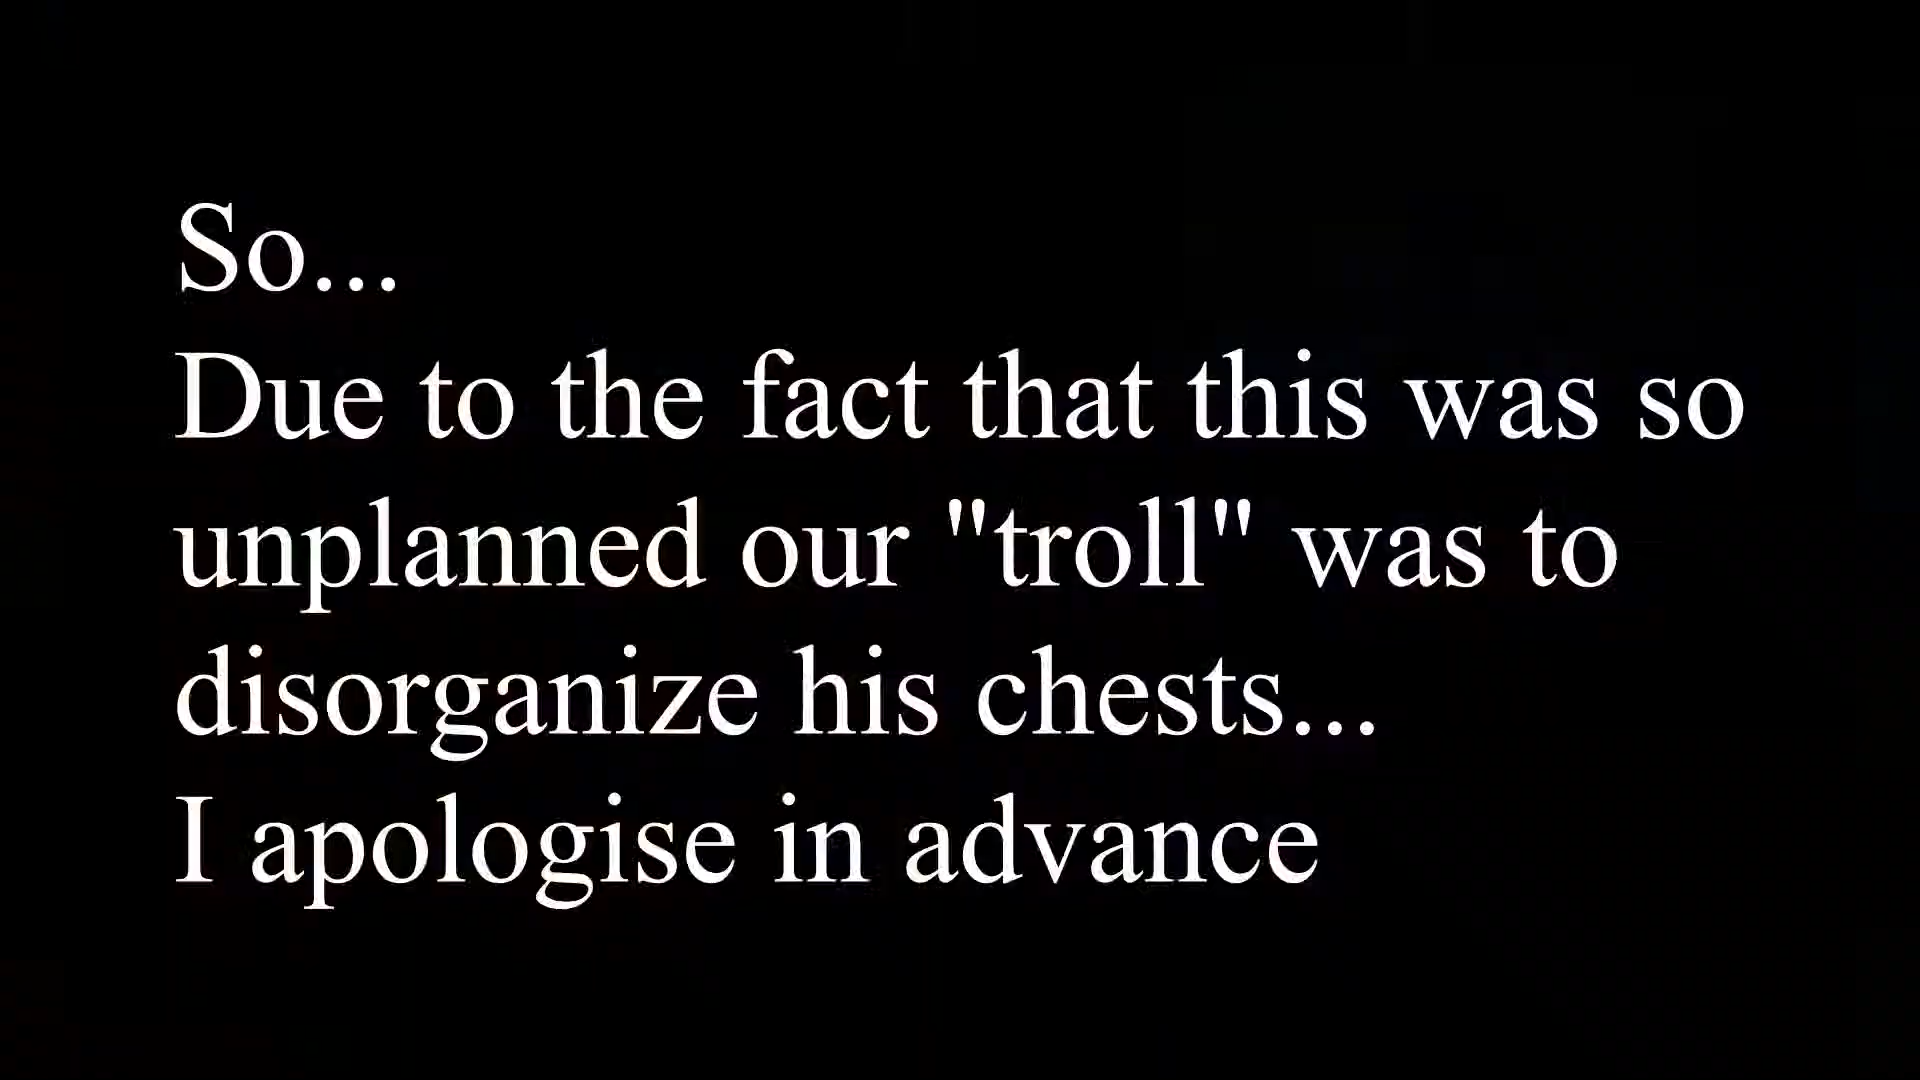 So...
Due to the fact that this was so
unplanned our "troll" was to
disorganize his chests...
I apologise in advance